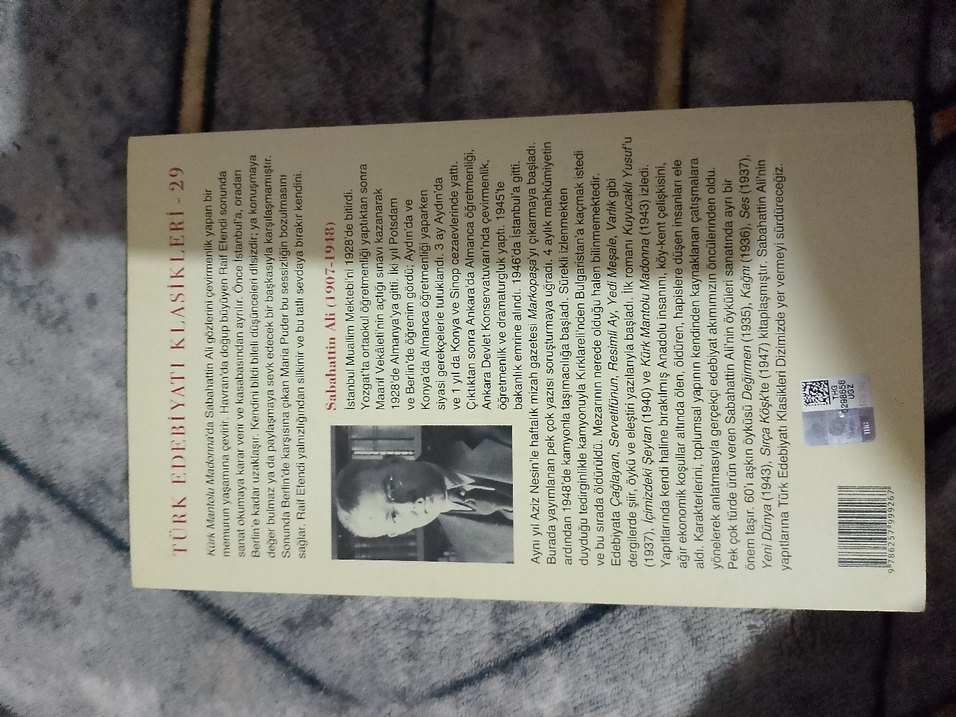 TÜRK EDEBİYATI KLASİKLERİ - 29
Kürk Mantolu Madonna'da Sabahattin Ali gözlerini çevirmenlik yapan bir
memurun yaşamına çevirir. Havran'da doğup büyüyen Raif Efendi sonunda
sanat okumaya karar verir ve kasabasından ayrılır. Önce İstanbul'a, oradan
Berlin'e kadar uzaklaşır. Kendini bildi bileli düşünceleri dilsizdir; ya konuşmaya
değer bulmaz ya da paylaşmaya sevk edecek bir başkasıyla karşılaşmamıştır.
Sonunda Berlin'de karşısına çıkan Maria Puder bu sessizliğin bozulmasını
sağlar. Raif Efendi yalnızlığından silkinir ve bu tatlı sevdaya bırakır kendini.
Sabahattin Ali (1907-1948)
İstanbul Muallim Mektebi'ni 1928'de bitirdi.
Yozgat'ta ortaokul öğretmenliği yaptıktan sonra
Maarif Vekâleti'nin açtığı sınavı kazanarak
1928'de Almanya'ya gitti. İki yıl Potsdam
ve Berlin'de öğrenim gördü; Aydın'da ve
Konya'da Almanca öğretmenliği yaparken
siyasi gerekçelerle tutuklandı. 3 ay Aydın'da
ve 1 yıl da Konya ve Sinop cezaevlerinde yattı.
Çıktıktan sonra Ankara'da Almanca öğretmenliği,
Ankara Devlet Konservatuvarı'nda çevirmenlik,
öğretmenlik ve dramaturgluk yaptı. 1945'te
bakanlık emrine alındı. 1946'da İstanbul'a gitti.
Aynı yıl Aziz Nesin'le haftalık mizah gazetesi Markopaşa'yı çıkarmaya başladı.
Burada yayımlanan pek çok yazısı soruşturmaya uğradı. 4 aylık mahkûmiyetin
ardından 1948'de kamyonla taşımacılığa başladı. Sürekli izlenmekten
duyduğu tedirginlikle kamyonuyla Kırklareli'nden Bulgaristan'a kaçmak istedi
ve bu sırada öldürüldü. Mezarının nerede olduğu halen bilinmemektedir.
Edebiyata Çağlayan, Servetifünun, Resimli Ay, Yedi Meşale, Varlık gibi
dergilerde şiir, öykü ve eleştiri yazılarıyla başladı. İlk romanı Kuyucaklı Yusuf'u
(1937), İçimizdeki Şeytan (1940) ve Kürk Mantolu Madonna (1943) izledi.
Yapıtlarında kendi haline bırakılmış Anadolu insanını, köy-kent çelişkisini,
ağır ekonomik koşullar altında ölen, öldüren, hapislere düşen insanları ele
aldı. Karakterlerini, toplumsal yapının kendinden kaynaklanan çatışmalara
yönelerek anlatmasıyla gerçekçi edebiyat akımımızın öncülerinden oldu.
Pek çok türde ürün veren Sabahattin Ali'nin öyküleri sanatında ayrı bir
önem taşır. 60'ı aşkın öyküsü Değirmen (1935), Kağnı (1936), Ses (1937),
Yeni Dünya (1943), Sırça Köşk'te (1947) kitaplaşmıştır. Sabahattin Ali'nin
yapıtlarına Türk Edebiyatı Klasikleri Dizimizde yer vermeyi sürdüreceğiz.
THG
UGZ
9 786257 999267